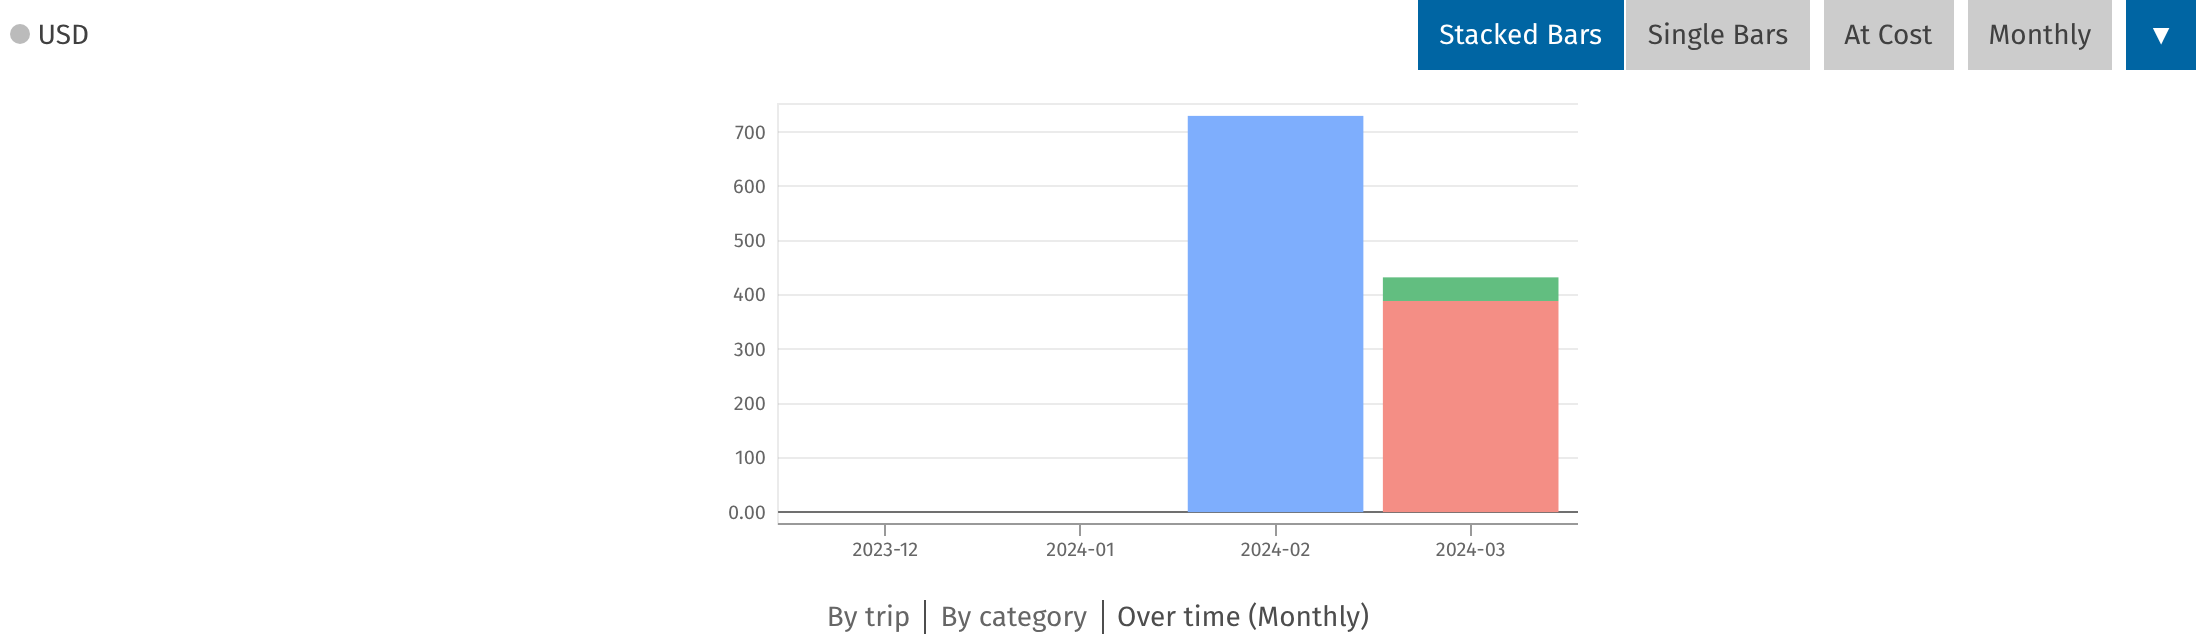 USD
Stacked Bars Single Bars At Cost Monthly ▼
700
600
500
400
300
200
100
0.00
2023-12 2024-01 2024-02 2024-03
By trip | By category | Over time (Monthly)